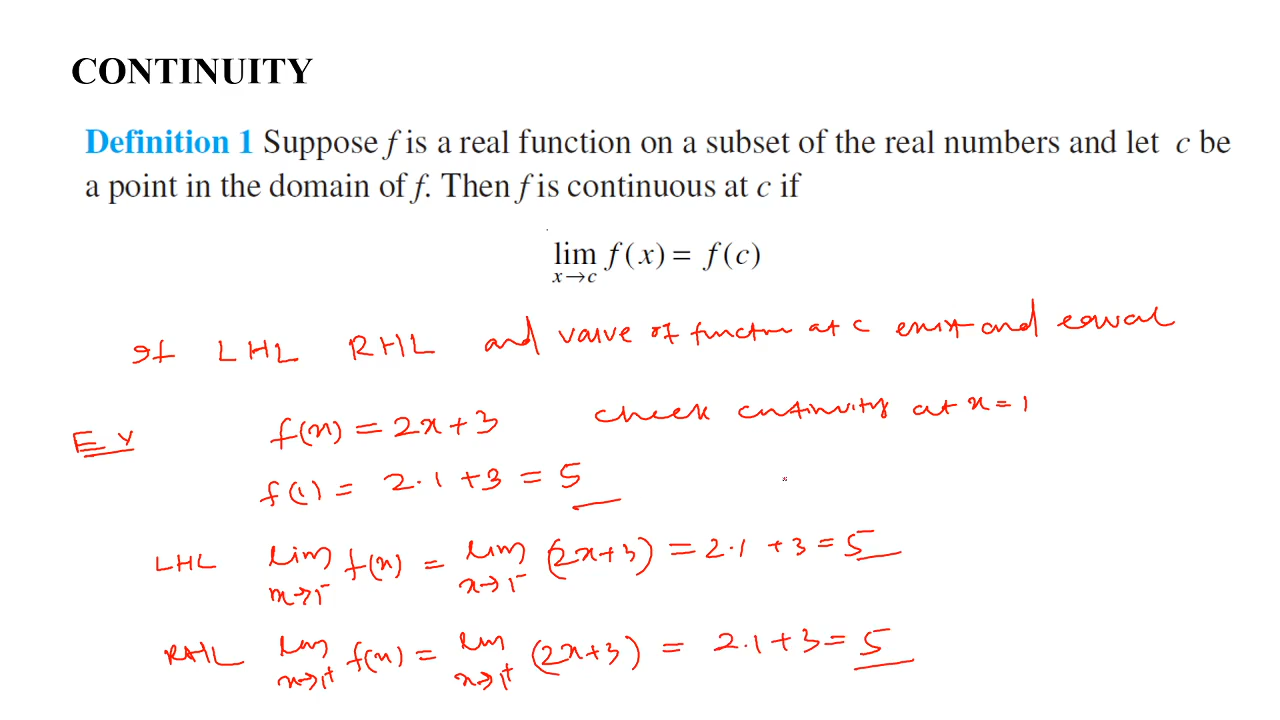 CONTINUITY
Definition 1 Suppose f is a real function on a subset of the real numbers and let c be
a point in the domain of f. Then f is continuous at c if
lim f(x) = f(c)
x→c
If LHL RHL and value of function at c exist and equal
Ex f(x) = 2x+3 check continuity at x=1
f(1) = 2.1 +3 = 5
LHL lim f(x) = lim (2x+3) = 2.1 +3 = 5
x→1⁻ x→1⁻
RHL lim f(x) = lim (2x+3) = 2.1+3 = 5
x→1⁺ x→1⁺